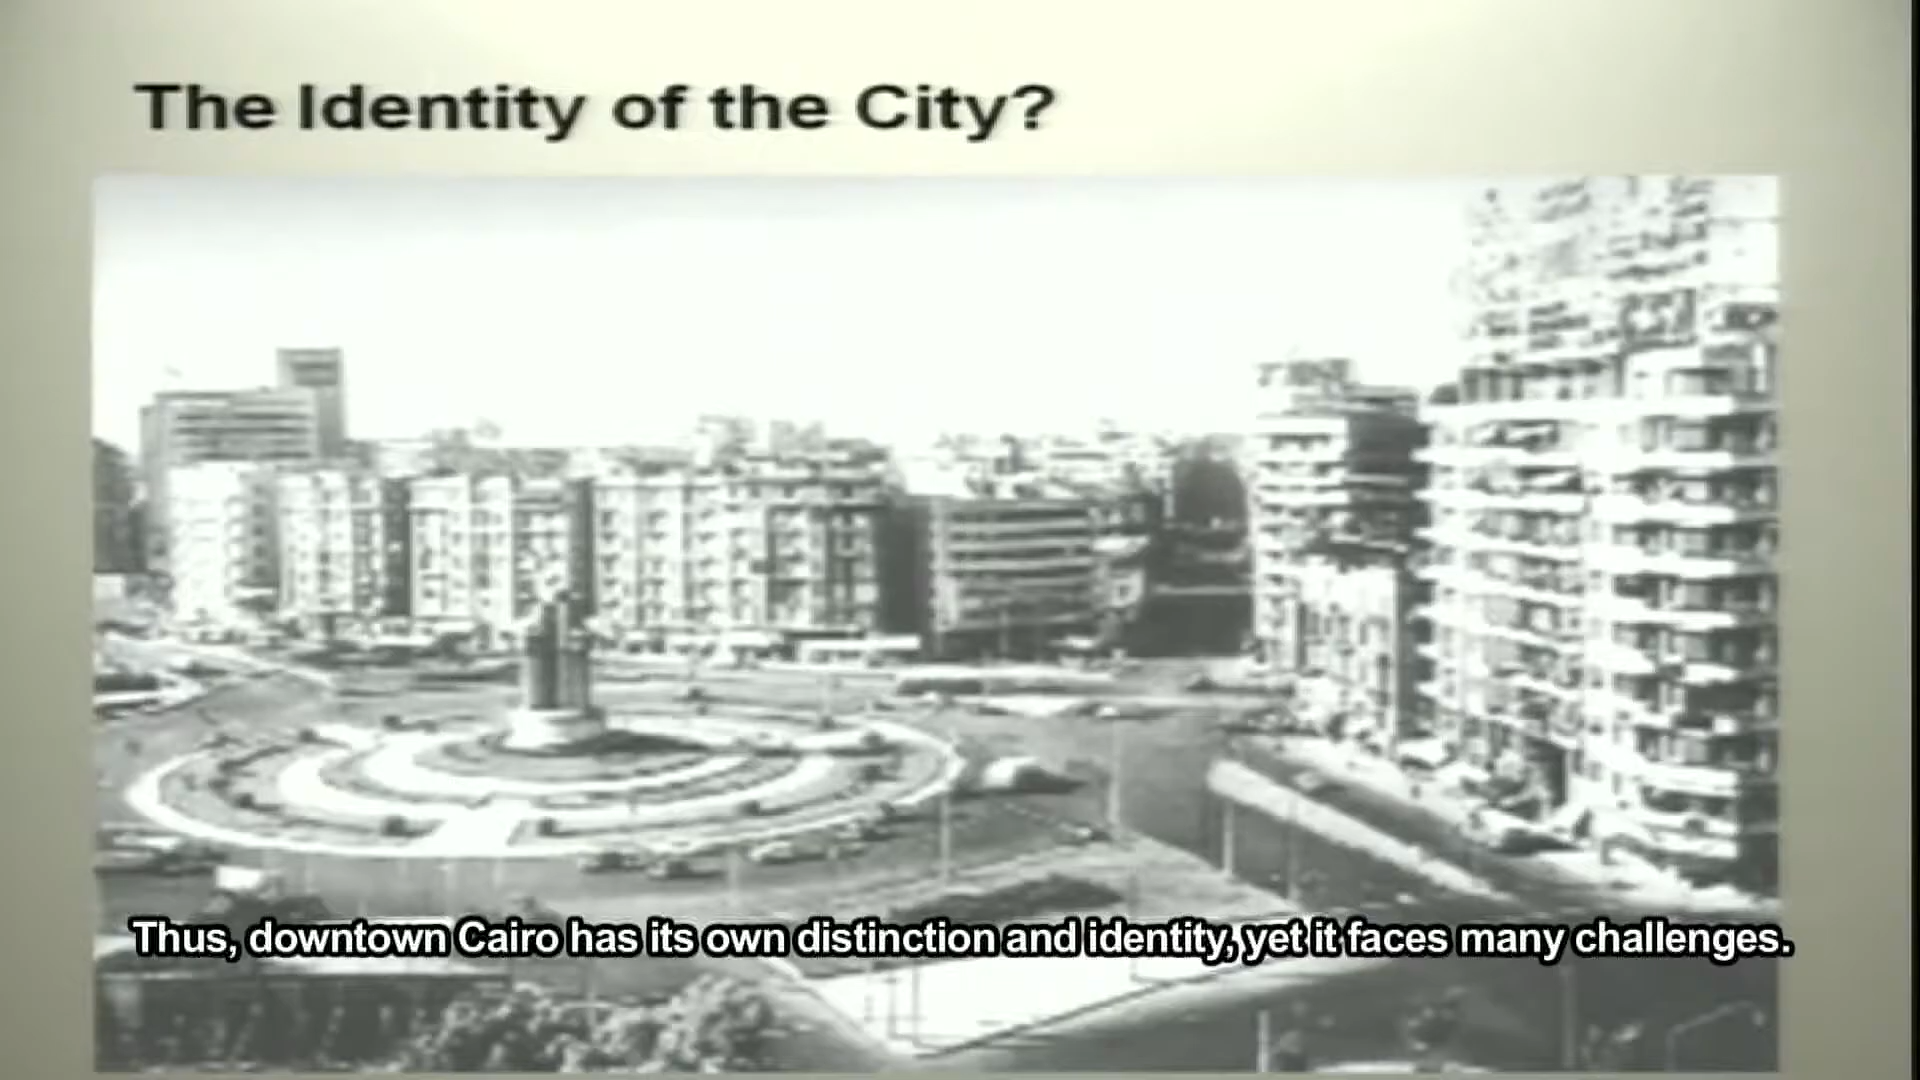 The Identity of the City?
Thus, downtown Cairo has its own distinction and identity, yet it faces many challenges.